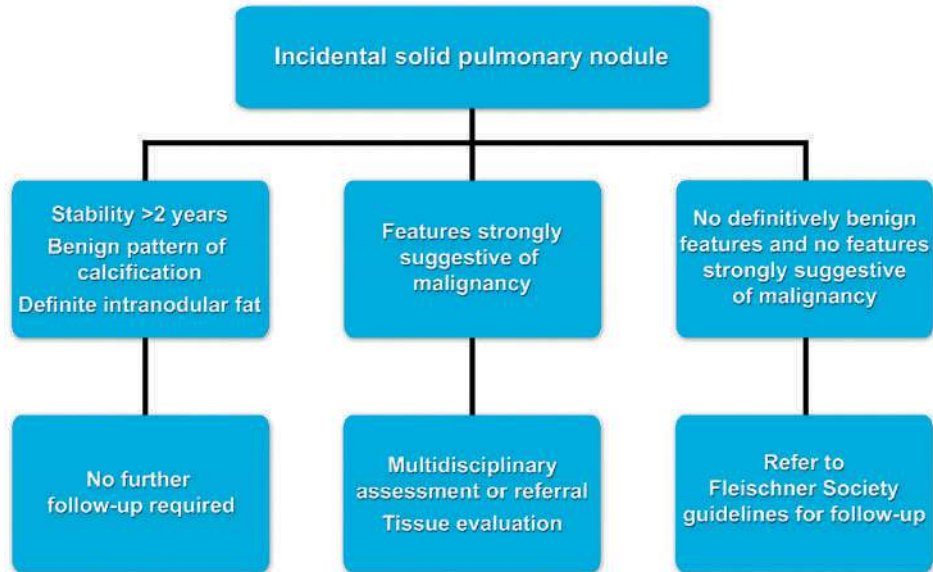 Incidental solid pulmonary nodule
Stability >2 years
Benign pattern of
calcification
Definite intranodular fat
Features strongly
suggestive of
malignancy
No definitively benign
features and no features
strongly suggestive
of malignancy
No further
follow-up required
Multidisciplinary
assessment or referral
Tissue evaluation
Refer to
Fleischner Society
guidelines for follow-up